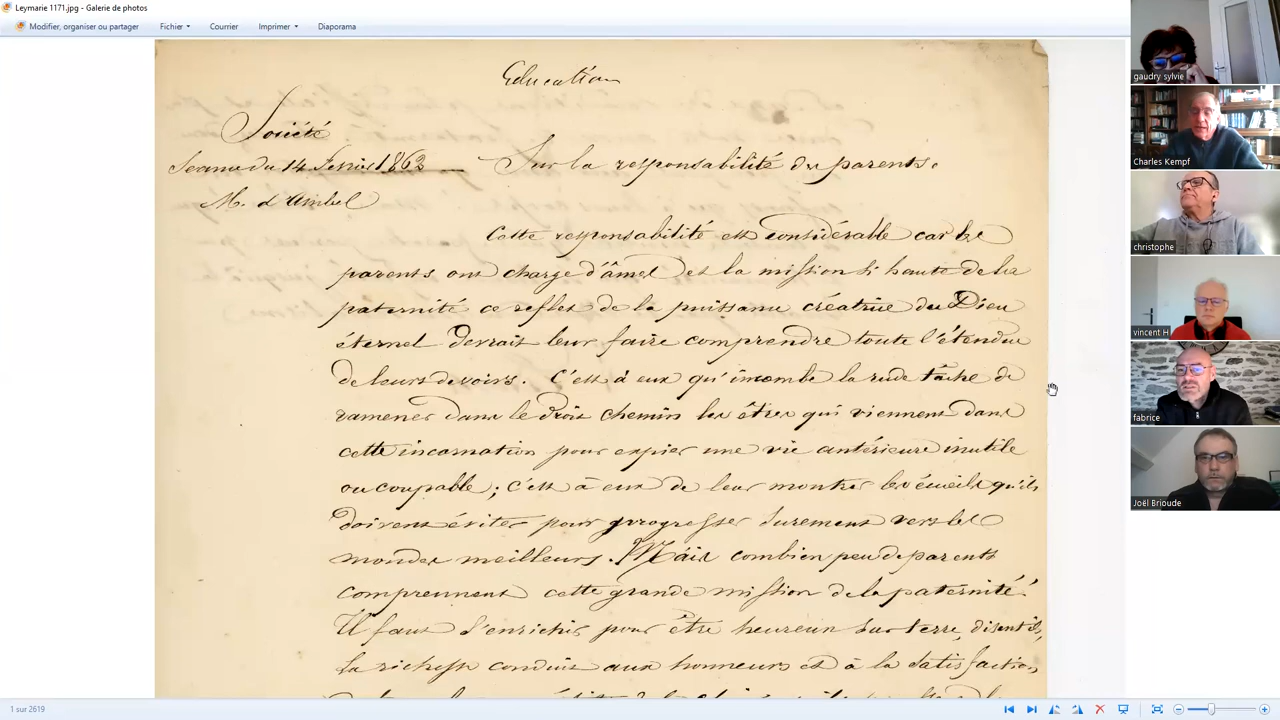 Leymarie 1171.jpg - Galerie de photos
Modifier, organiser ou partager Fichier Courrier Imprimer Diaporama
Education
Société
Seance du 14 Fevrier 1863 — Sur la responsabilité des parents.
M. d'Ambel
Cette responsabilité est considérable car les
parents ont charge d'âmes et la mission si haute de la
paternité ce reflet de la puissance créatrice du Dieu
éternel devrait leur faire comprendre toute l'étendue
de leurs devoirs. C'est à eux qu'incombe la rude tâche de
ramener dans le droit chemin les êtres qui viennent dans
cette incarnation pour expier une vie antérieure inutile
ou coupable ; c'est à eux de leur montrer les écueils qu'ils
doivent eviter pour progresser surement vers les
mondes meilleurs. Mais combien peu de parents
comprennent cette grande mission de la paternité.
Il faut s'enrichir pour être heureux sur terre, disent-ils,
la richesse conduit aux honneurs et à la satisfaction
gaudry sylvie
Charles Kempf
christophe
vincent H
fabrice
Joël Brioude
1 sur 2619